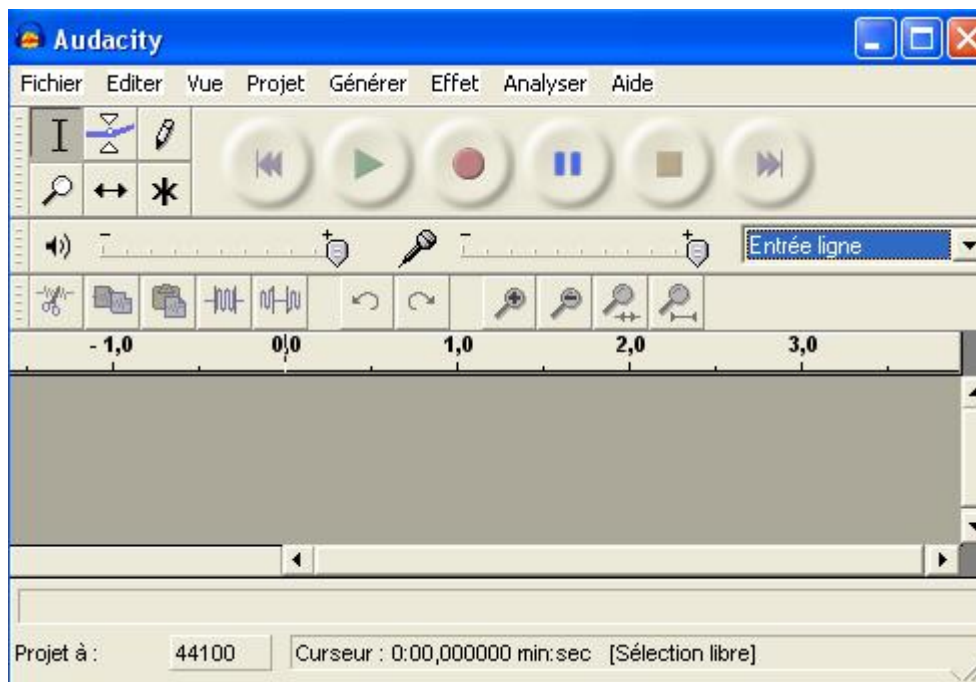 Audacity
Fichier Editer Vue Projet Générer Effet Analyser Aide
- + - + Entrée ligne
- 1,0 0,0 1,0 2,0 3,0
Projet à : 44100 Curseur : 0:00,000000 min:sec [Sélection libre]